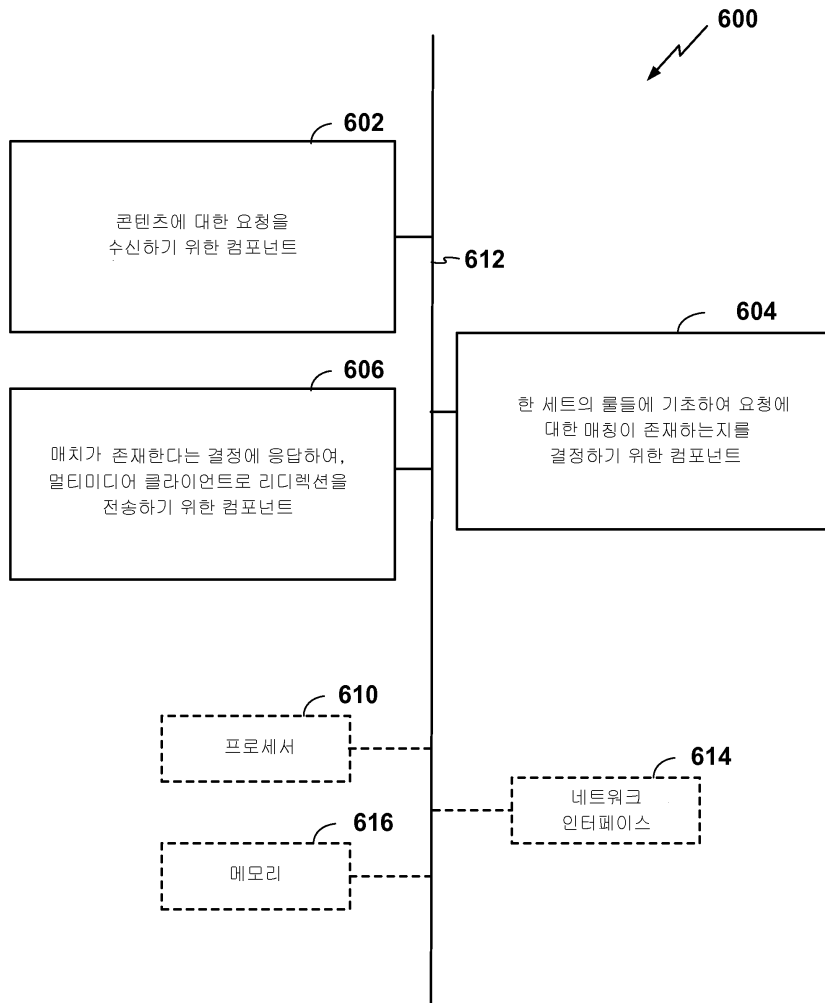 600
602
콘텐츠에 대한 요청을
수신하기 위한 컴포넌트
612
604
한 세트의 룰들에 기초하여 요청에
대한 매칭이 존재하는지를
결정하기 위한 컴포넌트
606
매치가 존재한다는 결정에 응답하여,
멀티미디어 클라이언트로 리디렉션을
전송하기 위한 컴포넌트
610
프로세서
614
네트워크
인터페이스
616
메모리